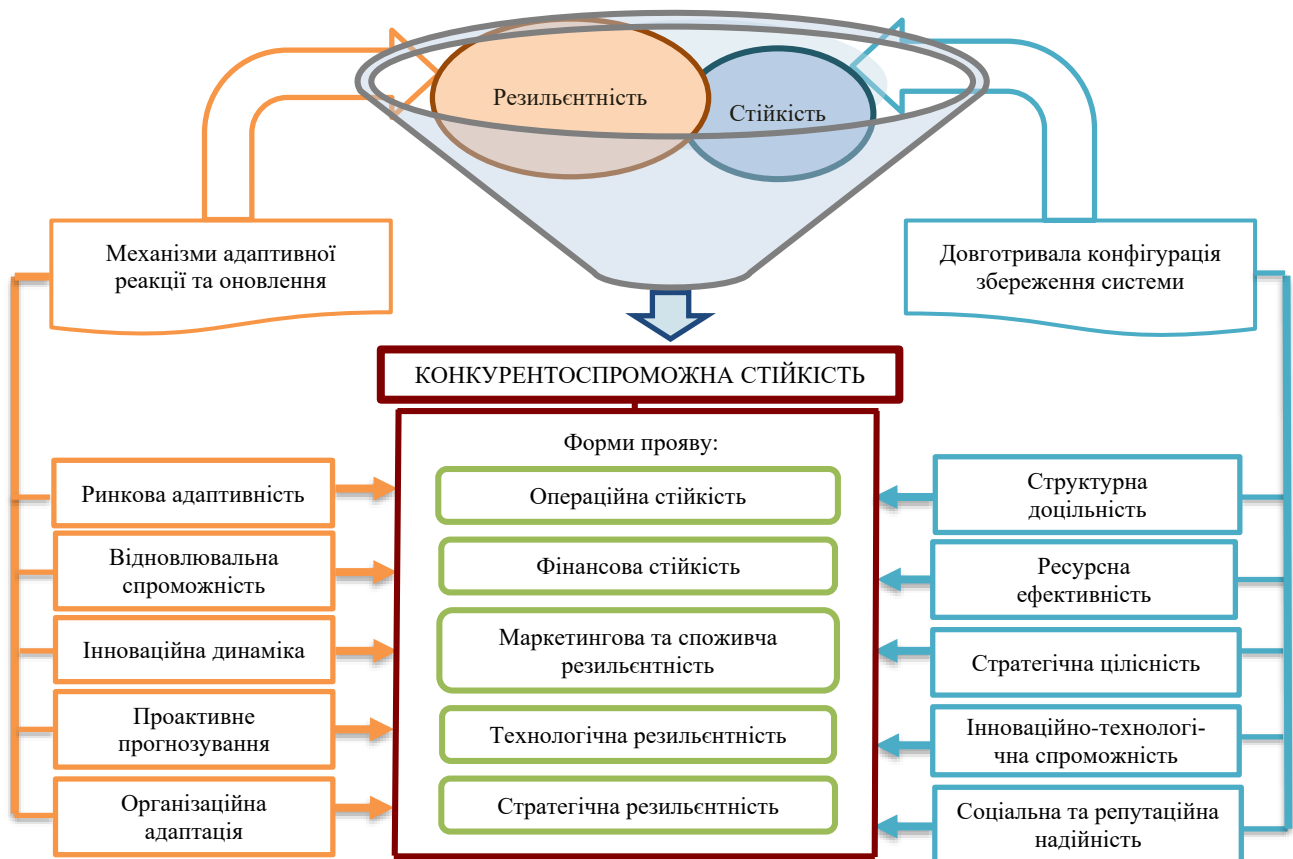 Резильєнтність
Стійкість
Механізми адаптивної
реакції та оновлення
Довготривала конфігурація
збереження системи
КОНКУРЕНТОСПРОМОЖНА СТІЙКІСТЬ
Форми прояву:
Ринкова адаптивність
Відновлювальна
спроможність
Інноваційна динаміка
Проактивне
прогнозування
Організаційна
адаптація
Операційна стійкість
Фінансова стійкість
Маркетингова та споживча
резильєнтність
Технологічна резильєнтність
Стратегічна резильєнтність
Структурна
доцільність
Ресурсна
ефективність
Стратегічна цілісність
Інноваційно-технологі-
чна спроможність
Соціальна та репутаційна
надійність